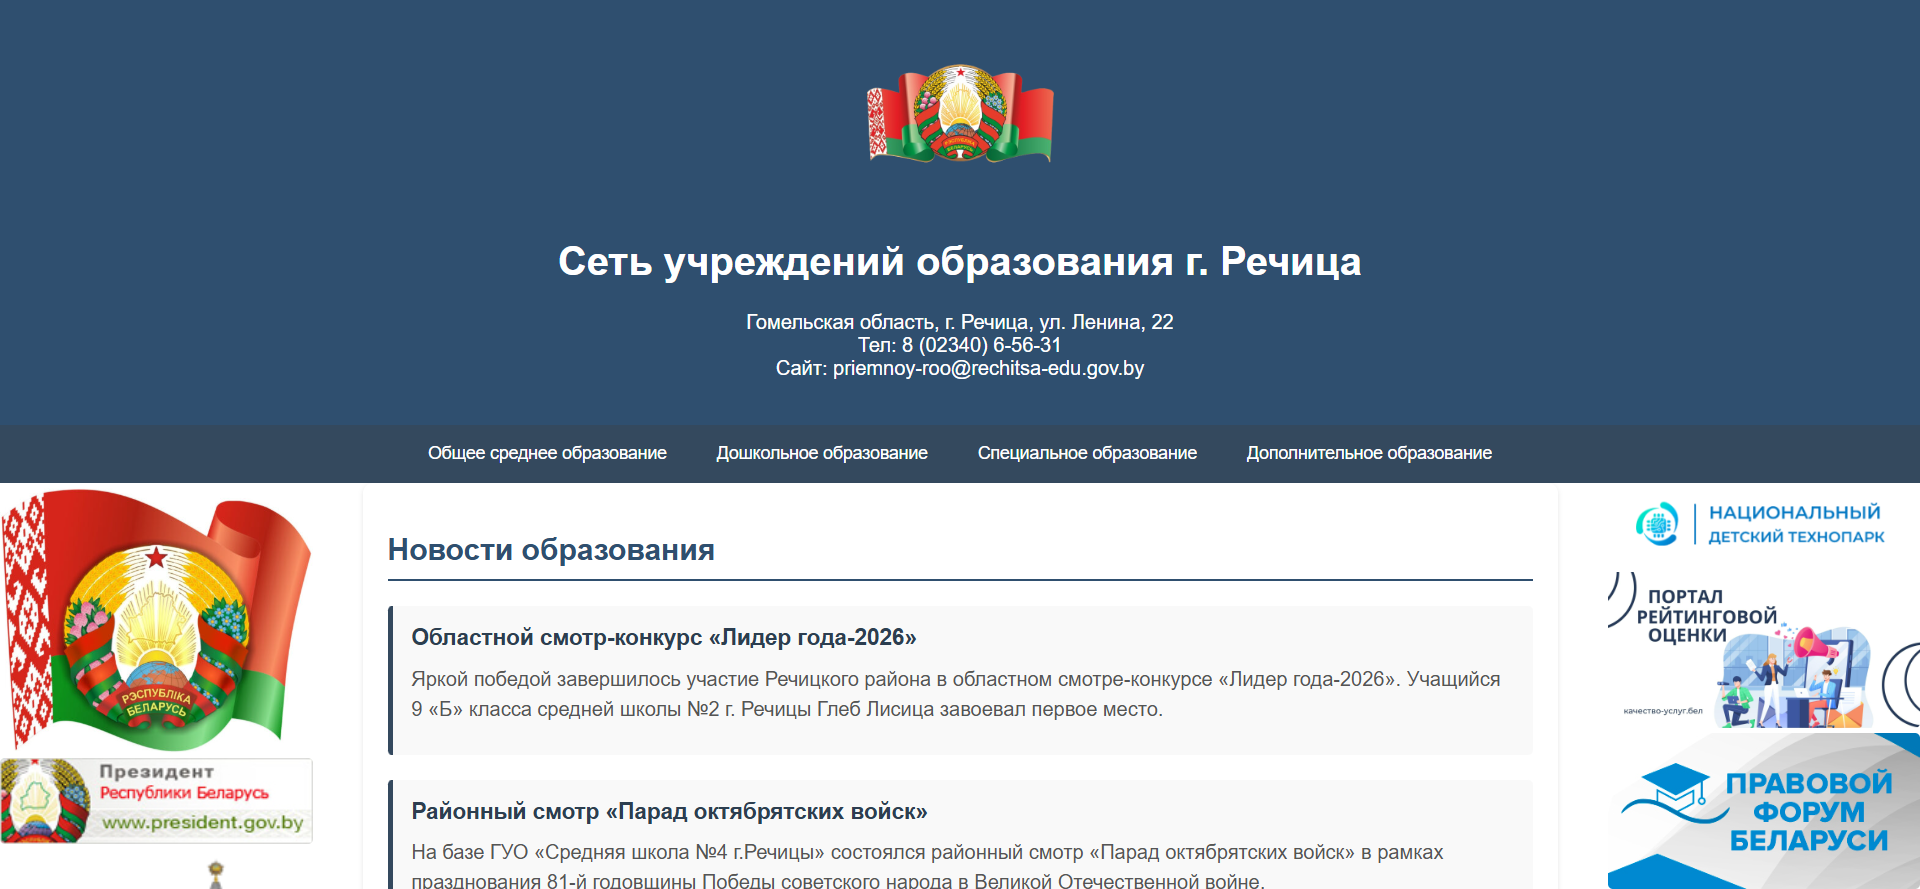 Сеть учреждений образования г. Речица
Гомельская область, г. Речица, ул. Ленина, 22
Тел: 8 (02340) 6-56-31
Сайт: priemnoy-roo@rechitsa-edu.gov.by
Общее среднее образование
Дошкольное образование
Специальное образование
Дополнительное образование
РЭСПУБЛІКА
БЕЛАРУСЬ
Президент
Республики Беларусь
www.president.gov.by
Новости образования
Областной смотр-конкурс «Лидер года-2026»
Яркой победой завершилось участие Речицкого района в областном смотре-конкурсе «Лидер года-2026». Учащийся
9 «Б» класса средней школы №2 г. Речицы Глеб Лисица завоевал первое место.
Районный смотр «Парад октябрятских войск»
На базе ГУО «Средняя школа №4 г.Речицы» состоялся районный смотр «Парад октябрятских войск» в рамках
празднования 81-й годовщины Победы советского народа в Великой Отечественной войне.
НАЦИОНАЛЬНЫЙ
ДЕТСКИЙ ТЕХНОПАРК
ПОРТАЛ
РЕЙТИНГОВОЙ
ОЦЕНКИ
качество-услуг.бел
ПРАВОВОЙ
ФОРУМ
БЕЛАРУСИ